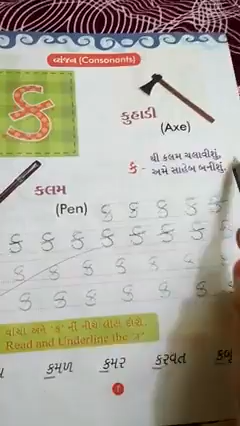 વ્યંજન (Consonants)
ક
કુહાડી
(Axe)
ક - થી કલમ ચલાવીશું,
અમે સાહેબ બનીશું.
કલમ
(Pen)
ક ક ક ક ક
ક ક ક ક ક ક ક
ક ક ક ક ક ક
ક ક ક ક ક ક
વાંચો અને 'ક' ની નીચે લીટી દોરો.
Read and Underline the "ક"
કમળ કમર કરવત